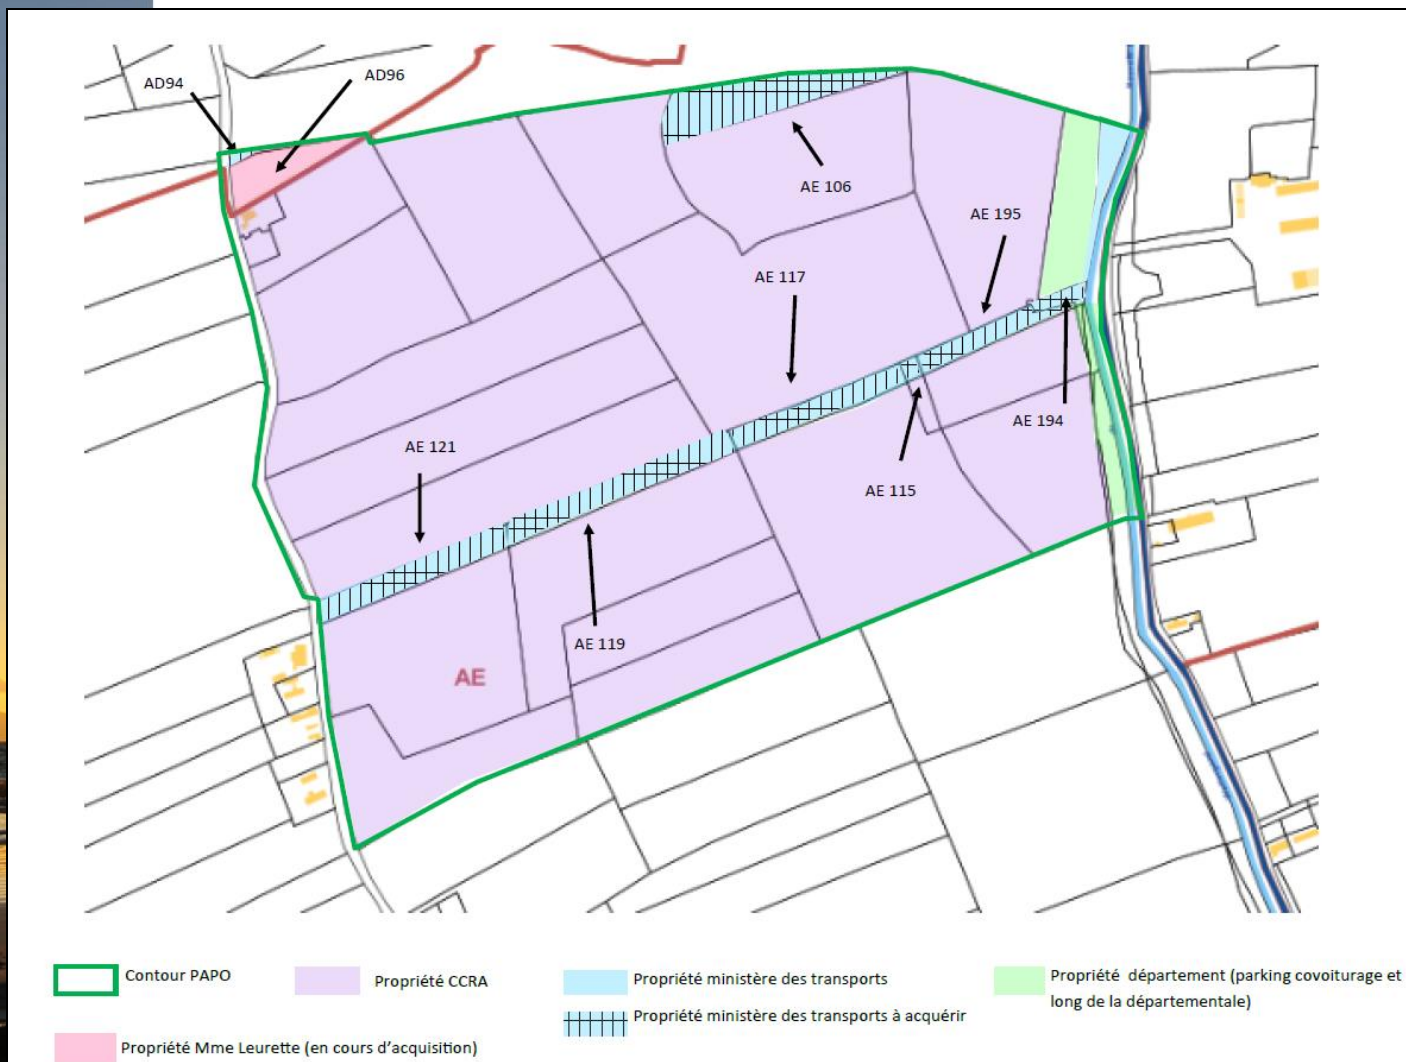 AD94
AD96
AE 106
AE 195
AE 117
AE 121
AE 194
AE 115
AE 119
AE
Contour PAPO
Propriété CCRA
Propriété ministère des transports
Propriété département (parking covoiturage et
long de la départementale)
Propriété ministère des transports à acquérir
Propriété Mme Leurette (en cours d’acquisition)